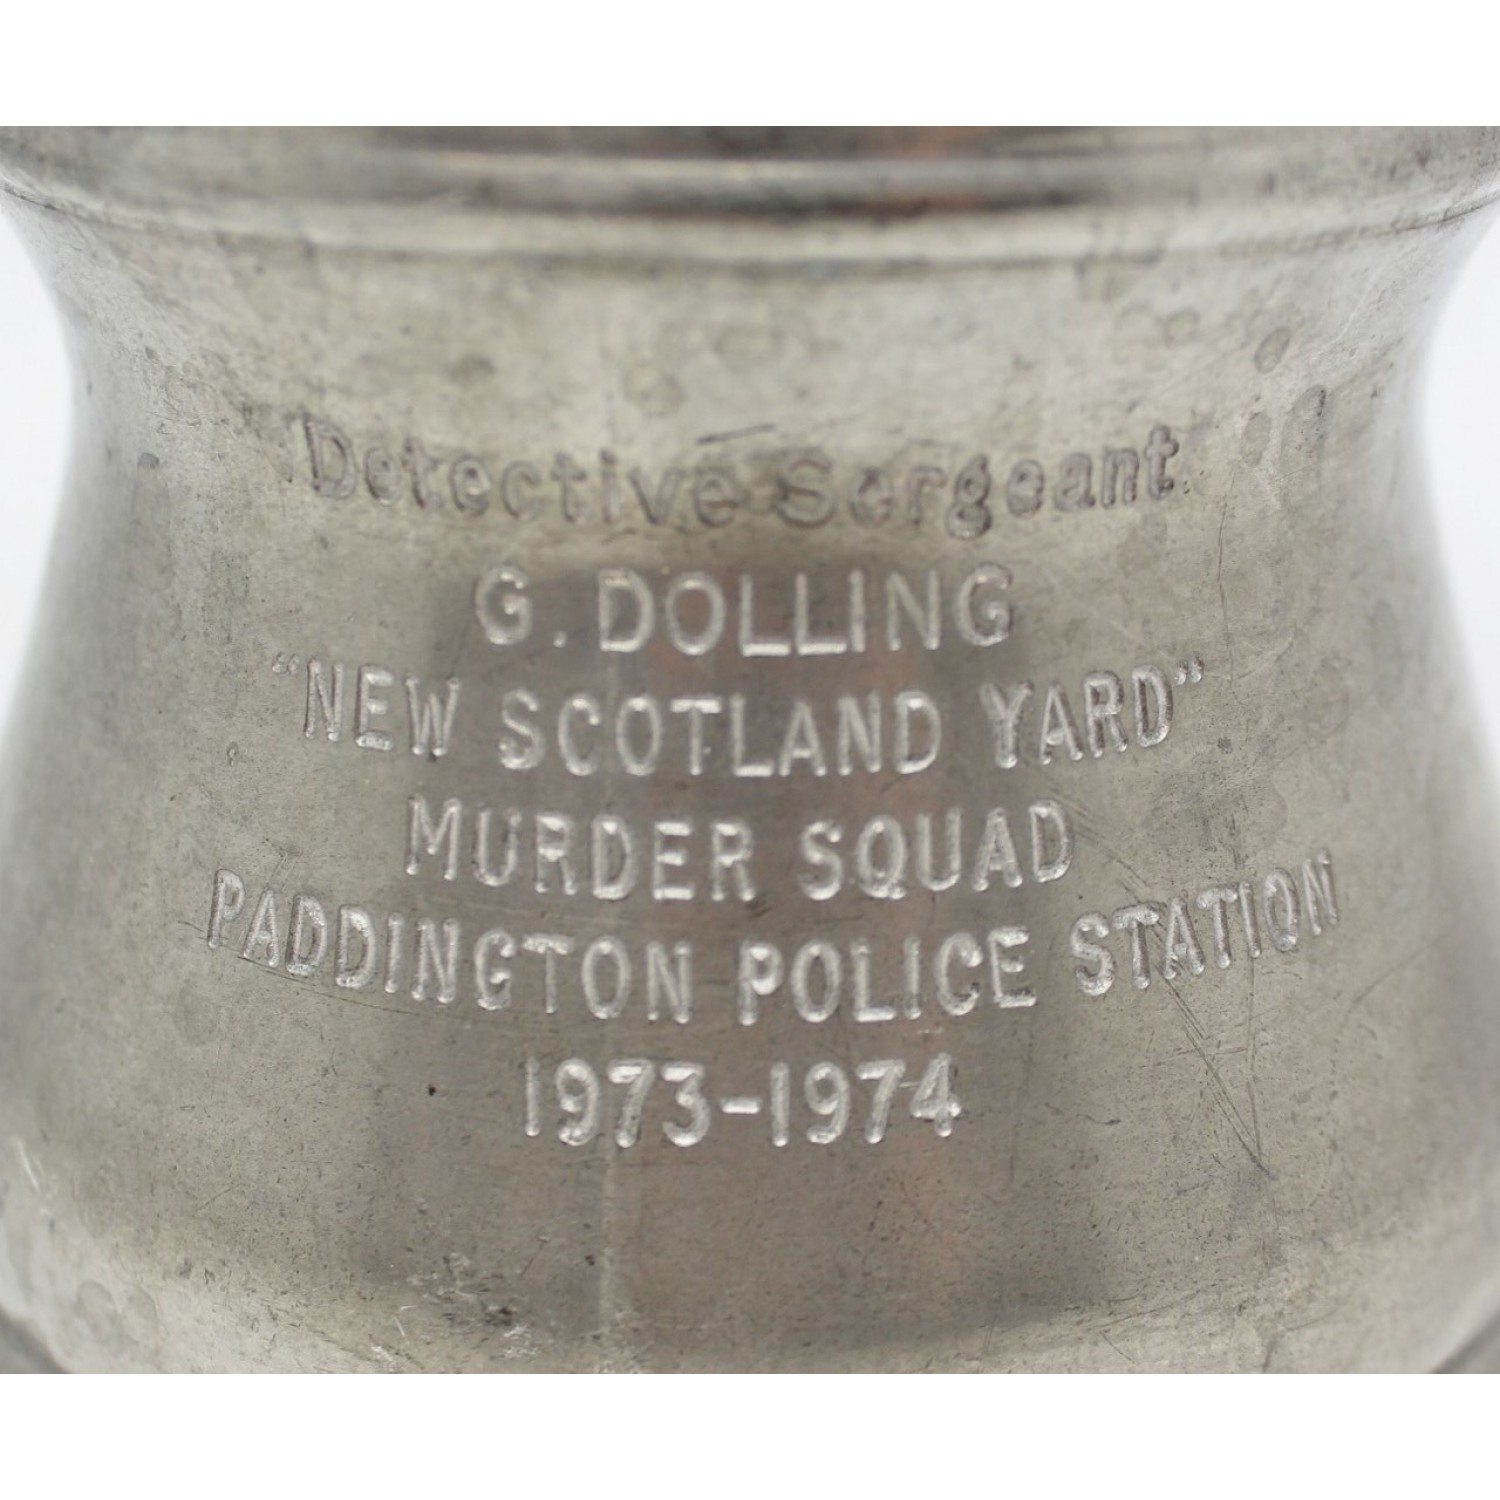 Detective Sergeant
G. DOLLING
"NEW SCOTLAND YARD"
MURDER SQUAD
PADDINGTON POLICE STATION
1973-1974